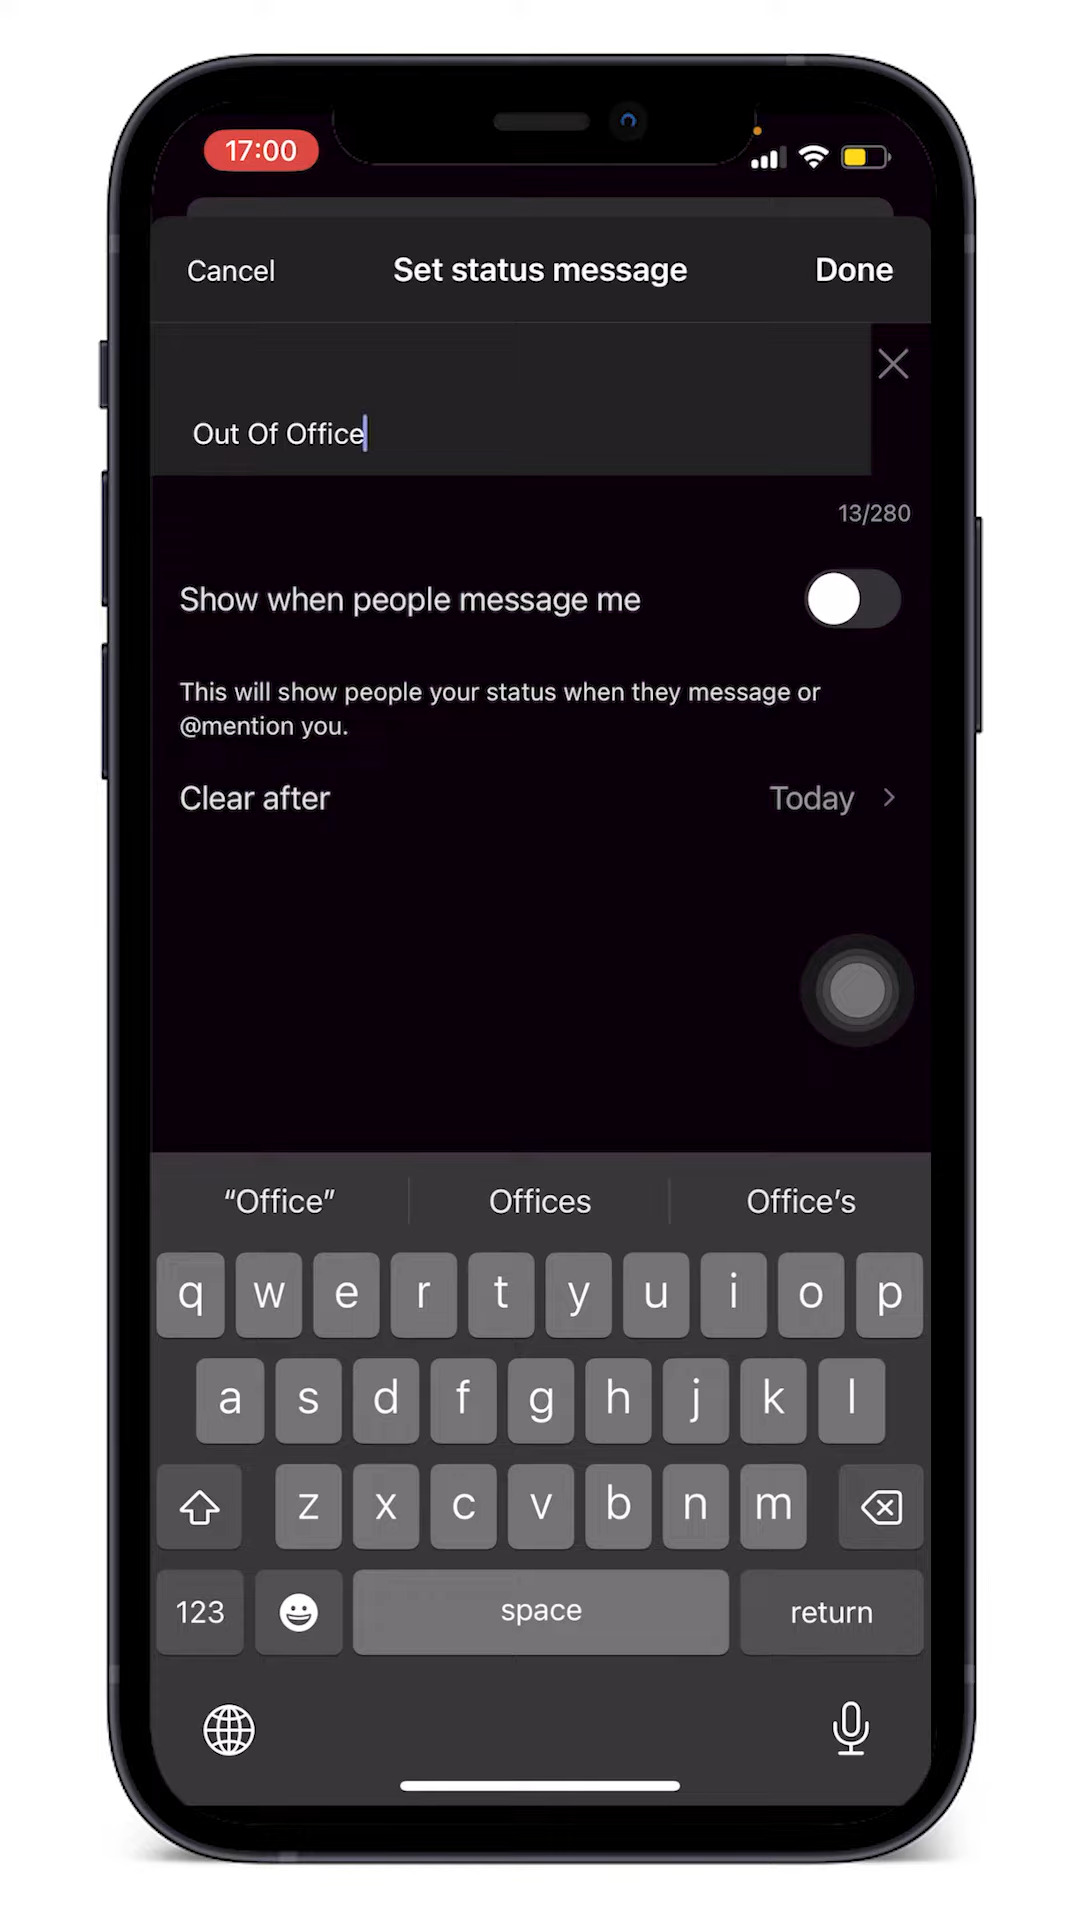 17:00
Cancel Set status message Done
Out Of Office
13/280
Show when people message me
This will show people your status when they message or
@mention you.
Clear after Today
“Office” Offices Office’s
q w e r t y u i o p
a s d f g h j k l
z x c v b n m
123 space return